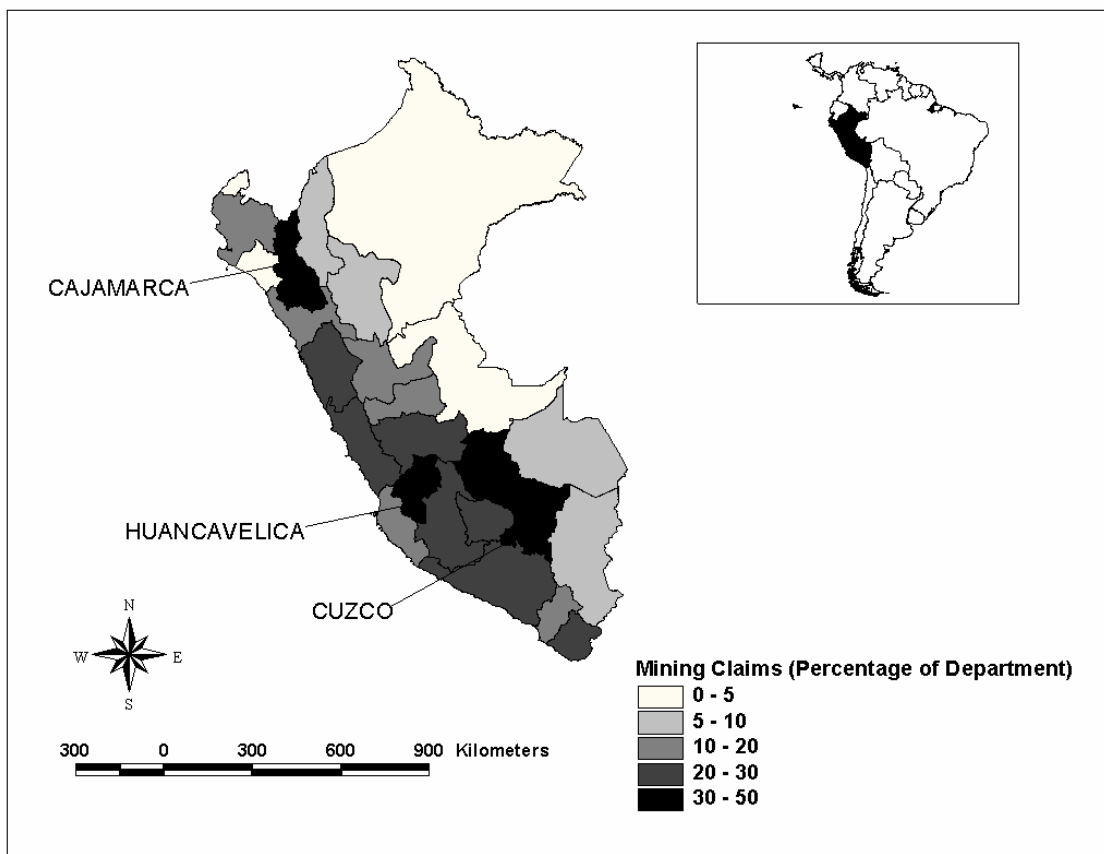 CAJAMARCA
HUANCAVELICA
CUZCO
N
W E
S
300 0 300 600 900 Kilometers
Mining Claims (Percentage of Department)
0 - 5
5 - 10
10 - 20
20 - 30
30 - 50